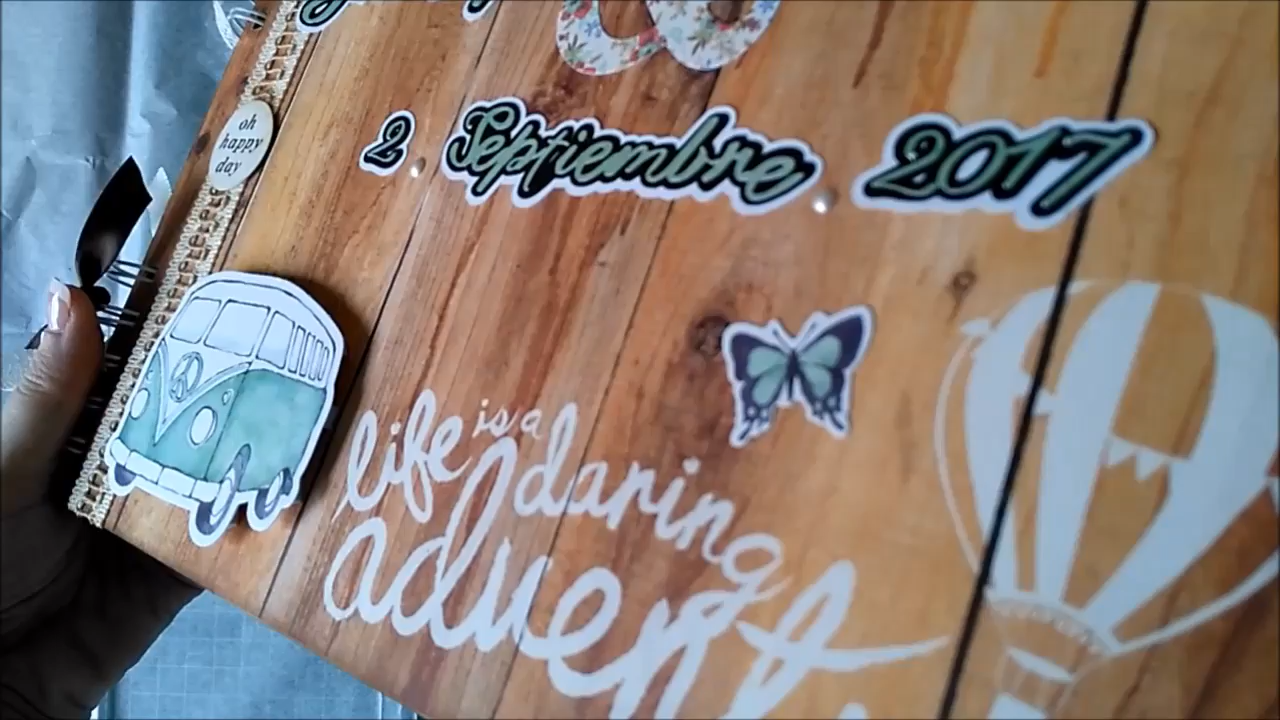 oh
happy
day
2 Septiembre 2017
life is a
daring
advent